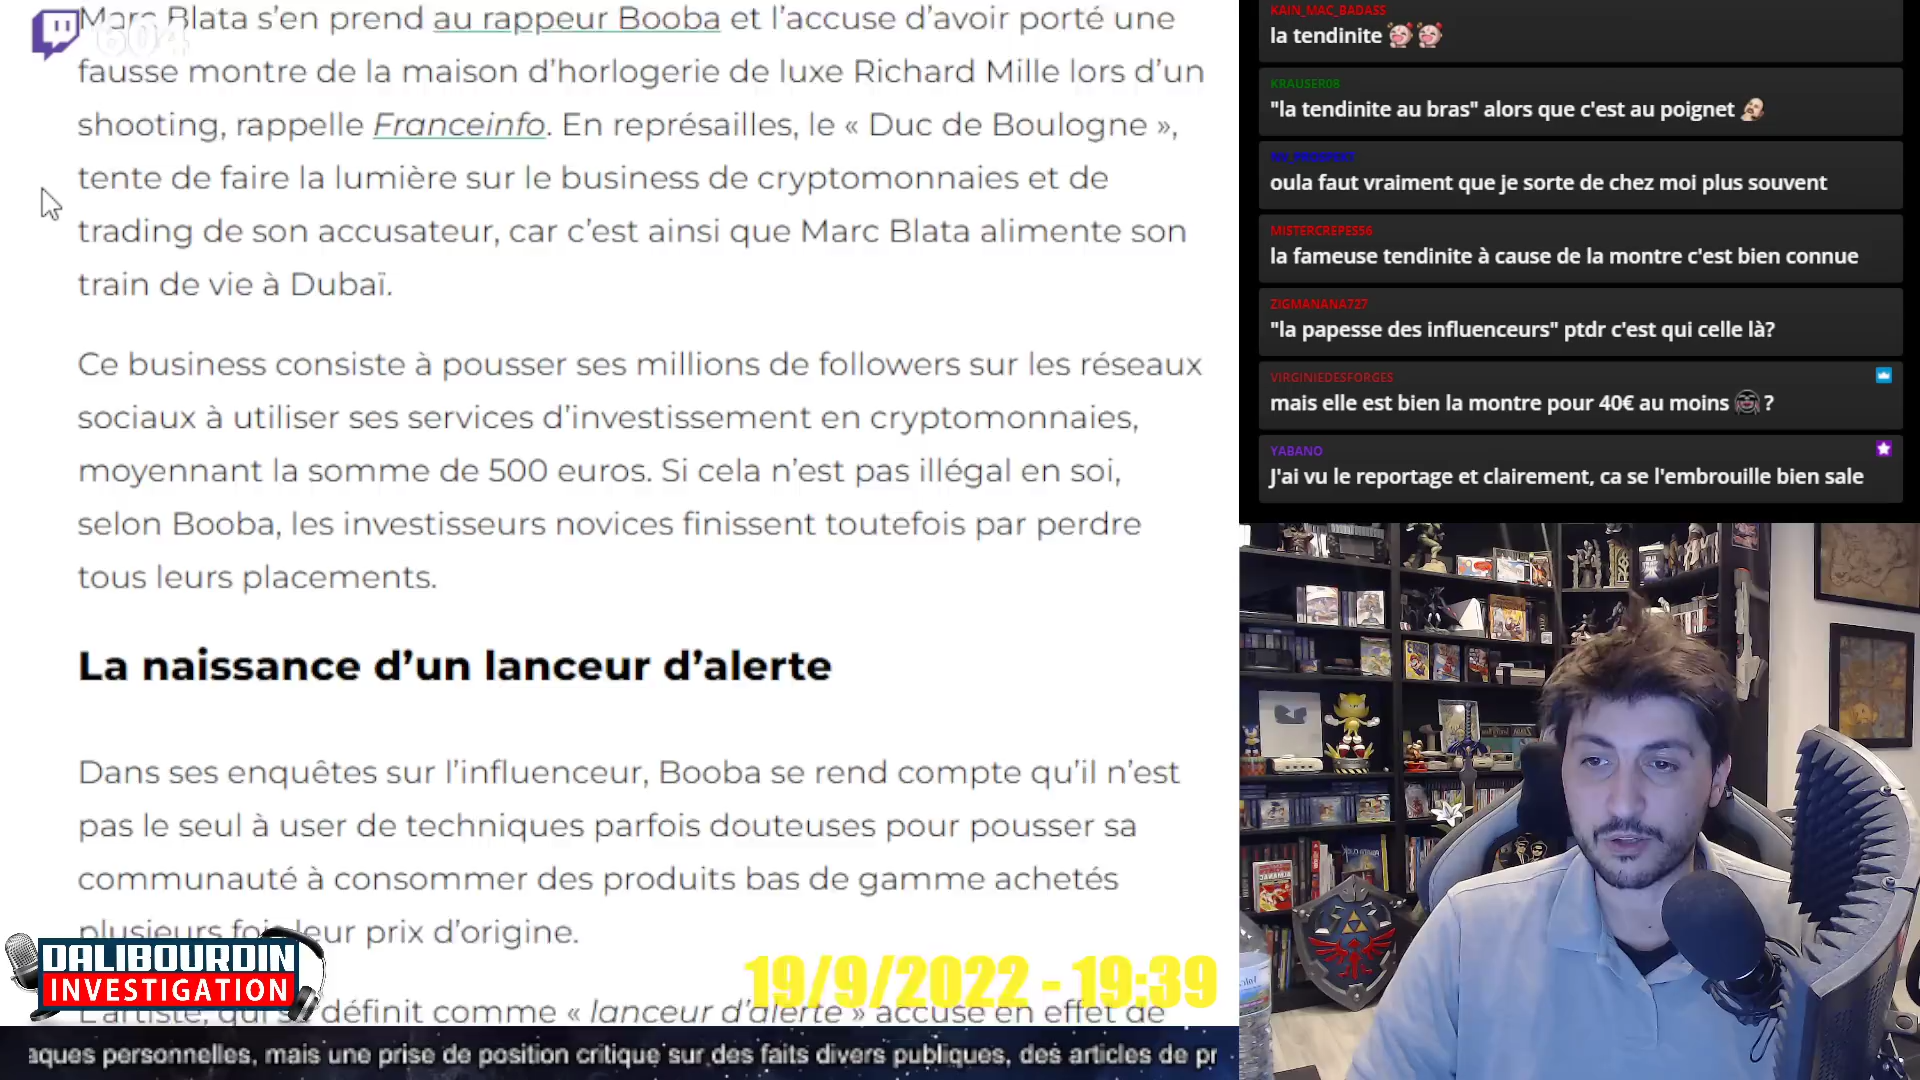 Marc Blata s’en prend au rappeur Booba et l’accuse d’avoir porté une
604
fausse montre de la maison d’horlogerie de luxe Richard Mille lors d’un
shooting, rappelle Franceinfo. En représailles, le « Duc de Boulogne »,
tente de faire la lumière sur le business de cryptomonnaies et de
trading de son accusateur, car c’est ainsi que Marc Blata alimente son
train de vie à Dubaï.
Ce business consiste à pousser ses millions de followers sur les réseaux
sociaux à utiliser ses services d’investissement en cryptomonnaies,
moyennant la somme de 500 euros. Si cela n’est pas illégal en soi,
selon Booba, les investisseurs novices finissent toutefois par perdre
tous leurs placements.
La naissance d’un lanceur d’alerte
Dans ses enquêtes sur l’influenceur, Booba se rend compte qu’il n’est
pas le seul à user de techniques parfois douteuses pour pousser sa
communauté à consommer des produits bas de gamme achetés
plusieurs fois leur prix d’origine.
L’artiste, qui se définit comme « lanceur d’alerte » accuse en effet de
DALIBOURDIN
INVESTIGATION
19/9/2022 - 19:39
aques personnelles, mais une prise de position critique sur des faits divers publiques, des articles de pr
KAIN_MAC_BADASS
la tendinite
KRAUSER08
"la tendinite au bras" alors que c'est au poignet
oula faut vraiment que je sorte de chez moi plus souvent
MISTERCREPES56
la fameuse tendinite à cause de la montre c'est bien connue
ZIGMANANA727
"la papesse des influenceurs" ptdr c'est qui celle là?
VIRGINIEDESFORGES
mais elle est bien la montre pour 40€ au moins ?
YABANO
J'ai vu le reportage et clairement, ca se l'embrouille bien sale